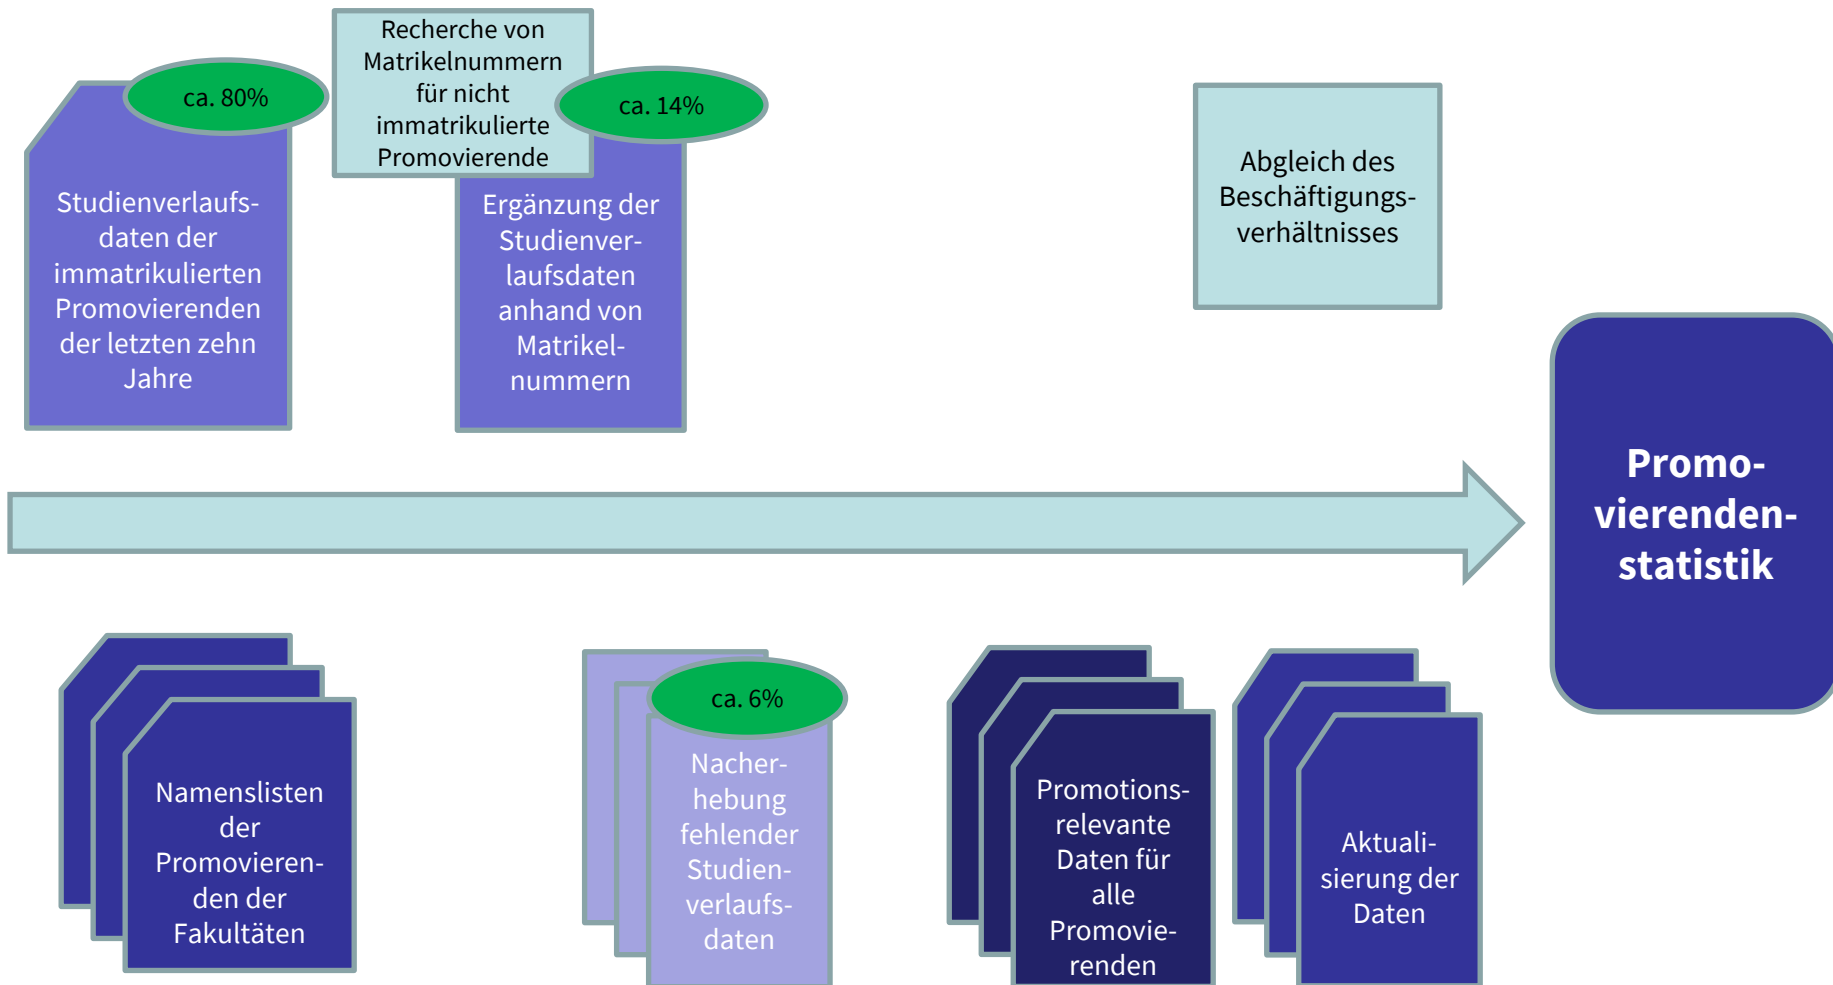 ca. 80%
Studienverlaufs-
daten der
immatrikulierten
Promovierenden
der letzten zehn
Jahre
Recherche von
Matrikelnummern
für nicht
immatrikulierte
Promovierende
ca. 14%
Ergänzung der
Studienver-
laufsdaten
anhand von
Matrikel-
nummern
Abgleich des
Beschäftigungs-
verhältnisses
Promo-
vierenden-
statistik
Namenslisten
der
Promovieren-
den der
Fakultäten
ca. 6%
Nacher-
hebung
fehlender
Studien-
verlaufs-
daten
Promotions-
relevante
Daten für
alle
Promovie-
renden
Aktuali-
sierung der
Daten